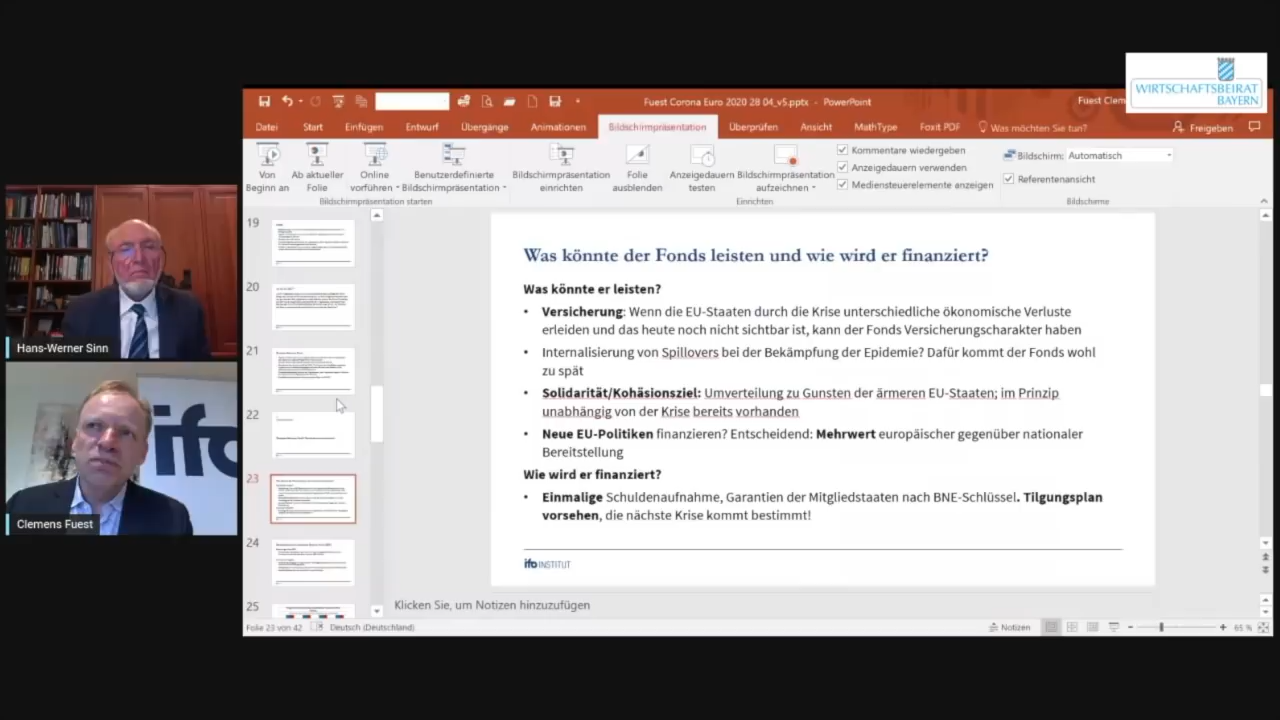 WIRTSCHAFTSBEIRAT
BAYERN
Fuest Corona Euro 2020 28 04_v5.pptx - PowerPoint
Fuest Clem
Datei Start Einfügen Entwurf Übergänge Animationen Bildschirmpräsentation Überprüfen Ansicht MathType Foxit PDF Was möchten Sie tun? Freigeben
Von
Beginn an
Ab aktueller
Folie
Online
vorführen
Benutzerdefinierte
Bildschirmpräsentation
Bildschirmpräsentation
einrichten
Folie
ausblenden
Anzeigedauern
testen
Bildschirmpräsentation
aufzeichnen
Kommentare wiedergeben
Anzeigedauern verwenden
Mediensteuerelemente anzeigen
Bildschirm: Automatisch
Referentenansicht
Bildschirmpräsentation starten
Einrichten
Bildscheme
19
20
21
22
23
24
25
Hans-Werner Sinn
ifo
Clemens Fuest
Was könnte der Fonds leisten und wie wird er finanziert?
Was könnte er leisten?
• Versicherung: Wenn die EU-Staaten durch die Krise unterschiedliche ökonomische Verluste
erleiden und das heute noch nicht sichtbar ist, kann der Fonds Versicherungscharakter haben
• Internalisierung von Spillovers bei der Bekämpfung der Epidemie? Dafür kommt der Fonds wohl
zu spät
• Solidarität/Kohäsionsziel: Umverteilung zu Gunsten der ärmeren EU-Staaten; im Prinzip
unabhängig von der Krise bereits vorhanden
• Neue EU-Politiken finanzieren? Entscheidend: Mehrwert europäischer gegenüber nationaler
Bereitstellung
Wie wird er finanziert?
• Einmalige Schuldenaufnahme, Garantien der Mitgliedstaaten nach BNE-Schlüssel. Tilgungsplan
vorsehen, die nächste Krise kommt bestimmt!
ifo INSTITUT
Klicken Sie, um Notizen hinzuzufügen
Folie 23 von 42 Deutsch (Deutschland) Notizen 65 %